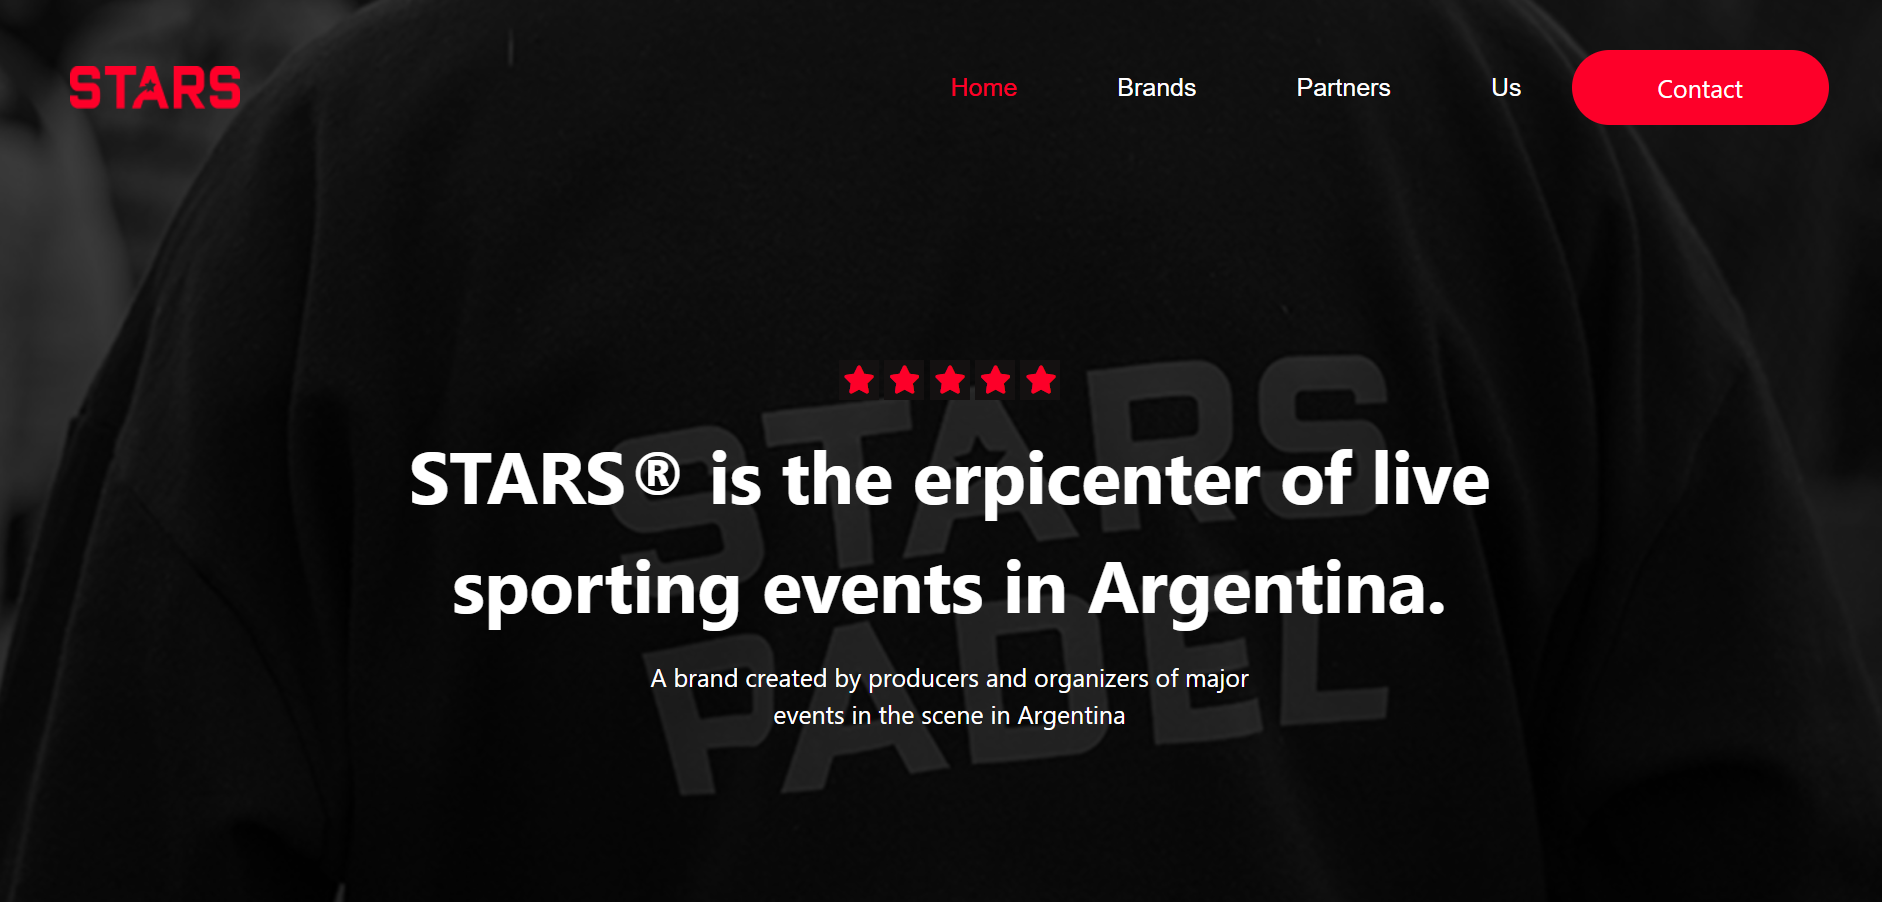 STARS
Home Brands Partners Us Contact
STARS® is the erpicenter of live
sporting events in Argentina.
A brand created by producers and organizers of major
events in the scene in Argentina
STARS
PADEL